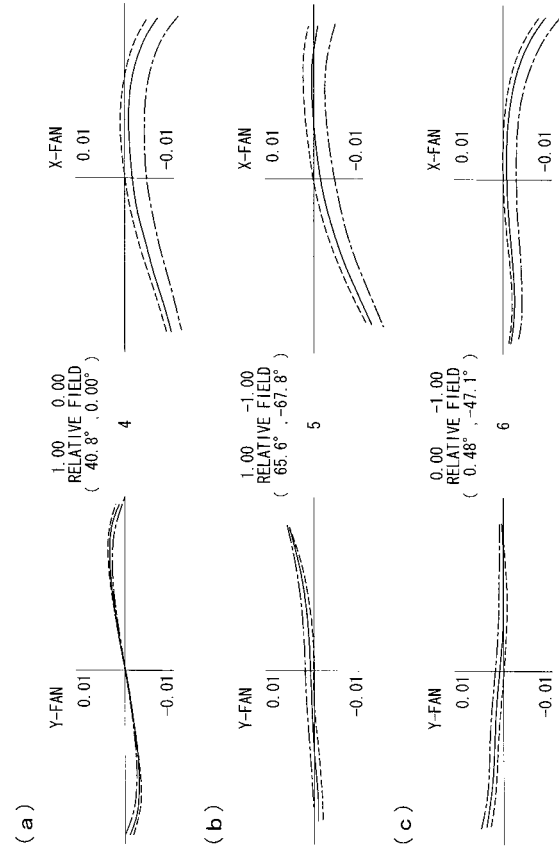 (a)
Y-FAN
0.01
-0.01
1.00 0.00
RELATIVE FIELD
( 40.8° , 0.00° )
4
X-FAN
0.01
-0.01
(b)
Y-FAN
0.01
-0.01
1.00 -1.00
RELATIVE FIELD
( 65.6° , -67.8° )
5
X-FAN
0.01
-0.01
(c)
Y-FAN
0.01
-0.01
0.00 -1.00
RELATIVE FIELD
( 0.48° , -47.1° )
6
X-FAN
0.01
-0.01